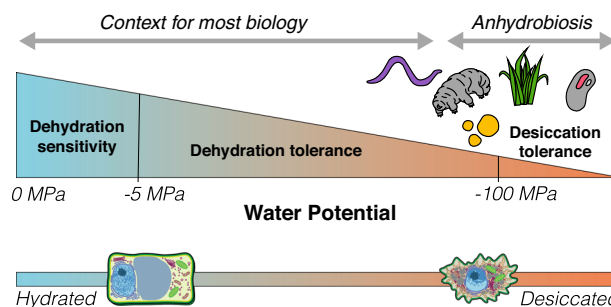 Context for most biology
Anhydrobiosis
Dehydration
sensitivity
Dehydration tolerance
Desiccation
tolerance
0 MPa
-5 MPa
-100 MPa
Water Potential
Hydrated
Desiccated